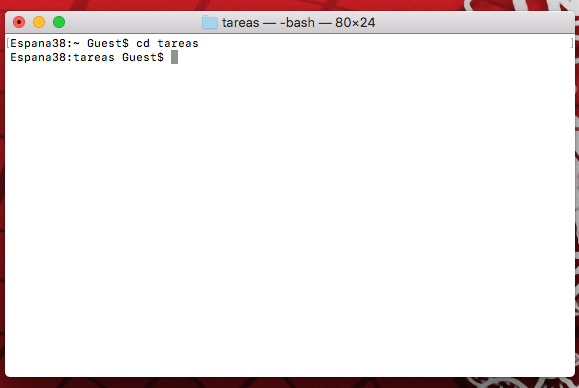 tareas — -bash — 80×24
Espana38:~ Guest$ cd tareas
Espana38:tareas Guest$